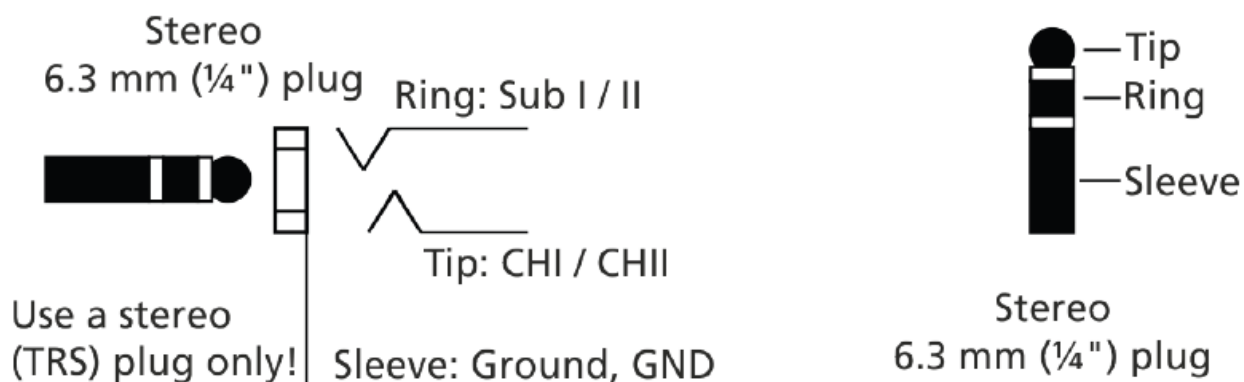 Stereo
6.3 mm (¼") plug
Ring: Sub I / II
Tip: CHI / CHII
Use a stereo
(TRS) plug only!
Sleeve: Ground, GND
Tip
Ring
Sleeve
Stereo
6.3 mm (¼") plug